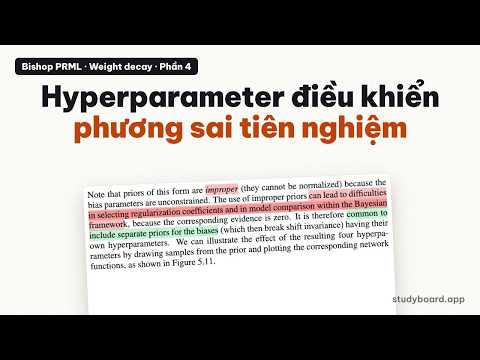 Bishop PRML · Weight decay · Phần 4
Hyperparameter điều khiển
phương sai tiên nghiệm
Note that priors of this form are improper (they cannot be normalized) because the
bias parameters are unconstrained. The use of improper priors can lead to difficulties
in selecting regularization coefficients and in model comparison within the Bayesian
framework, because the corresponding evidence is zero. It is therefore common to
include separate priors for the biases (which then break shift invariance) having their
own hyperparameters. We can illustrate the effect of the resulting four hyperpa-
rameters by drawing samples from the prior and plotting the corresponding network
functions, as shown in Figure 5.11.
studyboard.app